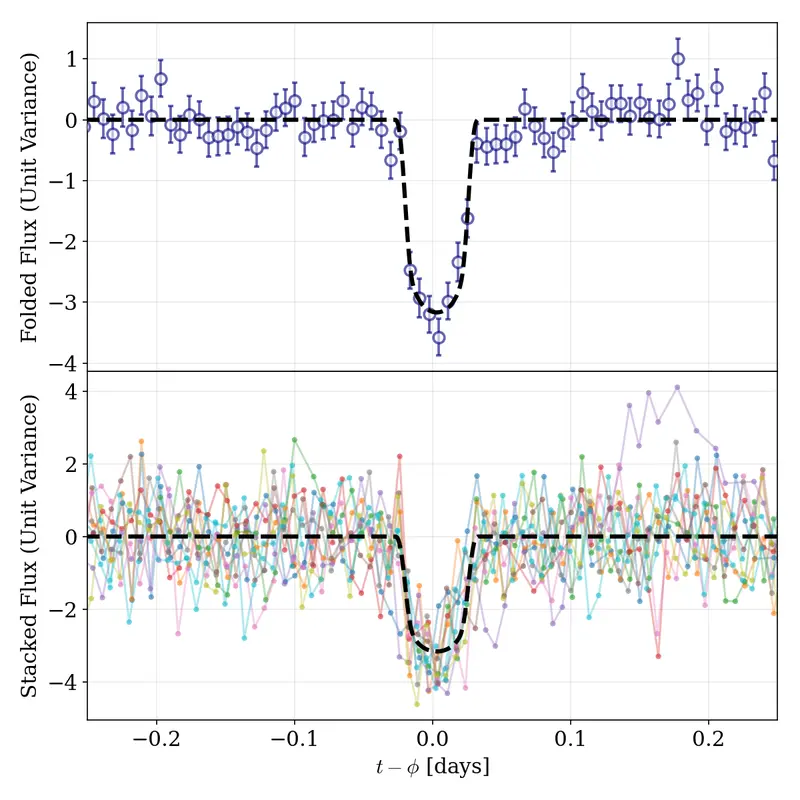 Folded Flux (Unit Variance)
1
0
−1
−2
−3
−4
Stacked Flux (Unit Variance)
4
2
0
−2
−4
−0.2 −0.1 0.0 0.1 0.2
t − ϕ [days]